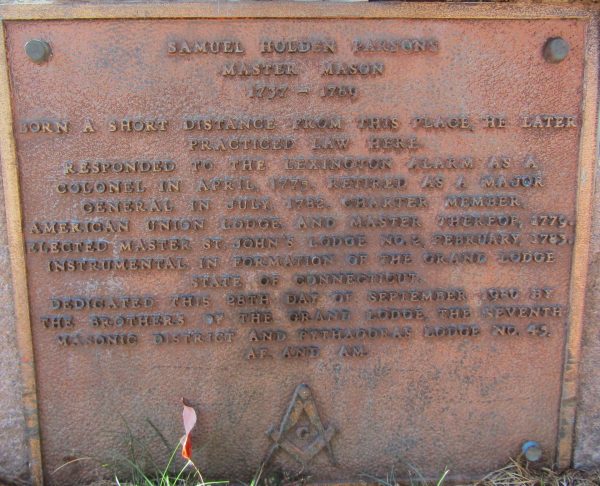 SAMUEL HOLDEN PARSONS
MASTER MASON
1737 – 1789
BORN A SHORT DISTANCE FROM THIS PLACE, HE LATER
PRACTICED LAW HERE.
RESPONDED TO THE LEXINGTON ALARM AS A
COLONEL IN APRIL, 1775. RETIRED AS A MAJOR
GENERAL IN JULY, 1782. CHARTER MEMBER,
AMERICAN UNION LODGE AND MASTER THEREOF, 1779.
ELECTED MASTER ST. JOHN'S LODGE NO. 2, FEBRUARY, 1783.
INSTRUMENTAL IN FORMATION OF THE GRAND LODGE
STATE OF CONNECTICUT.
DEDICATED THIS 28TH DAY OF SEPTEMBER, 1980 BY
THE BROTHERS OF THE GRAND LODGE, THE SEVENTH
MASONIC DISTRICT AND PYTHAGORAS LODGE NO. 45,
AF. AND AM.
G